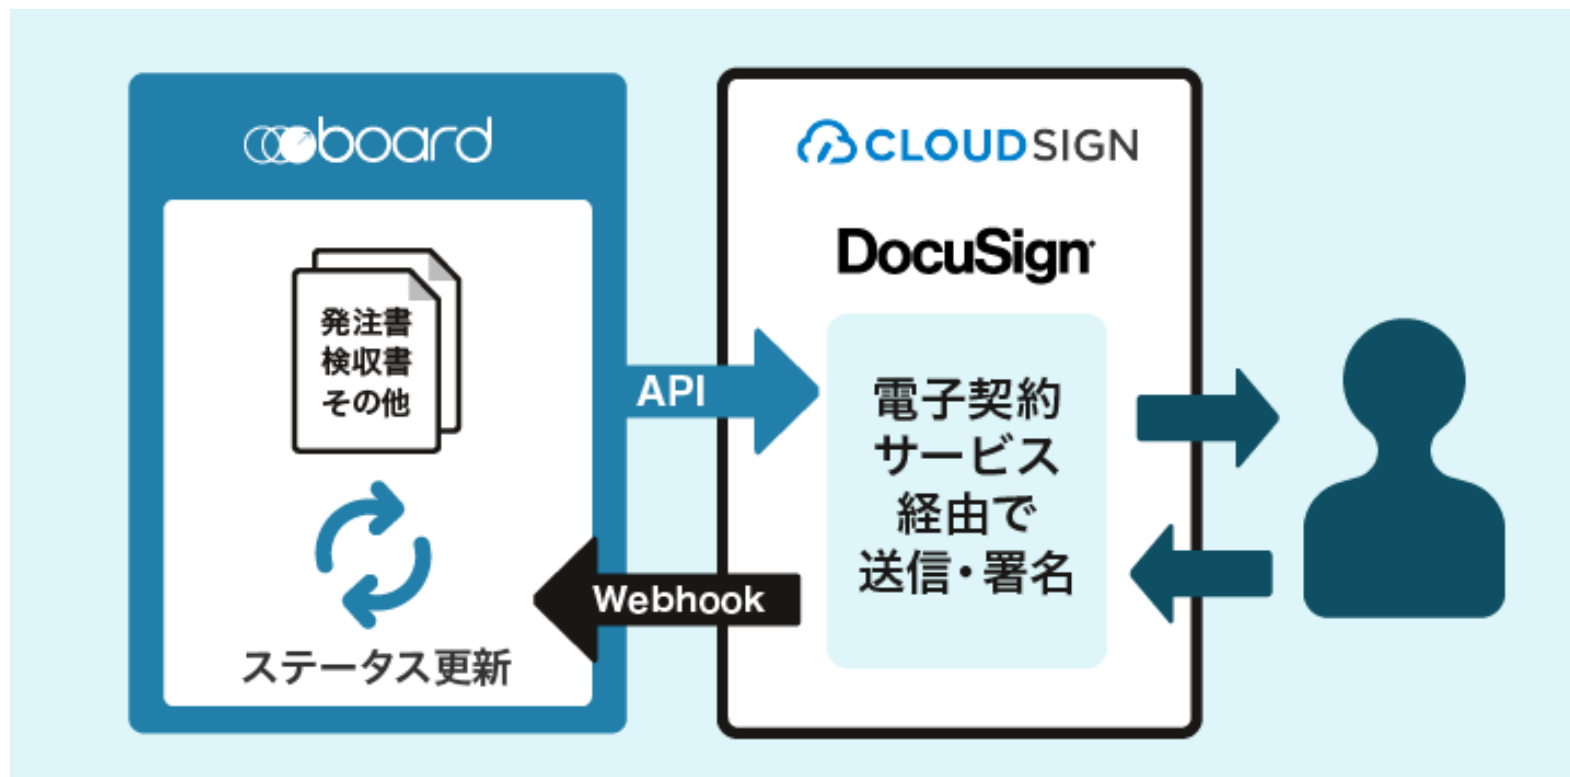 board
発注書
検収書
その他
ステータス更新
API
Webhook
CLOUDSIGN
DocuSign
電子契約
サービス
経由で
送信・署名